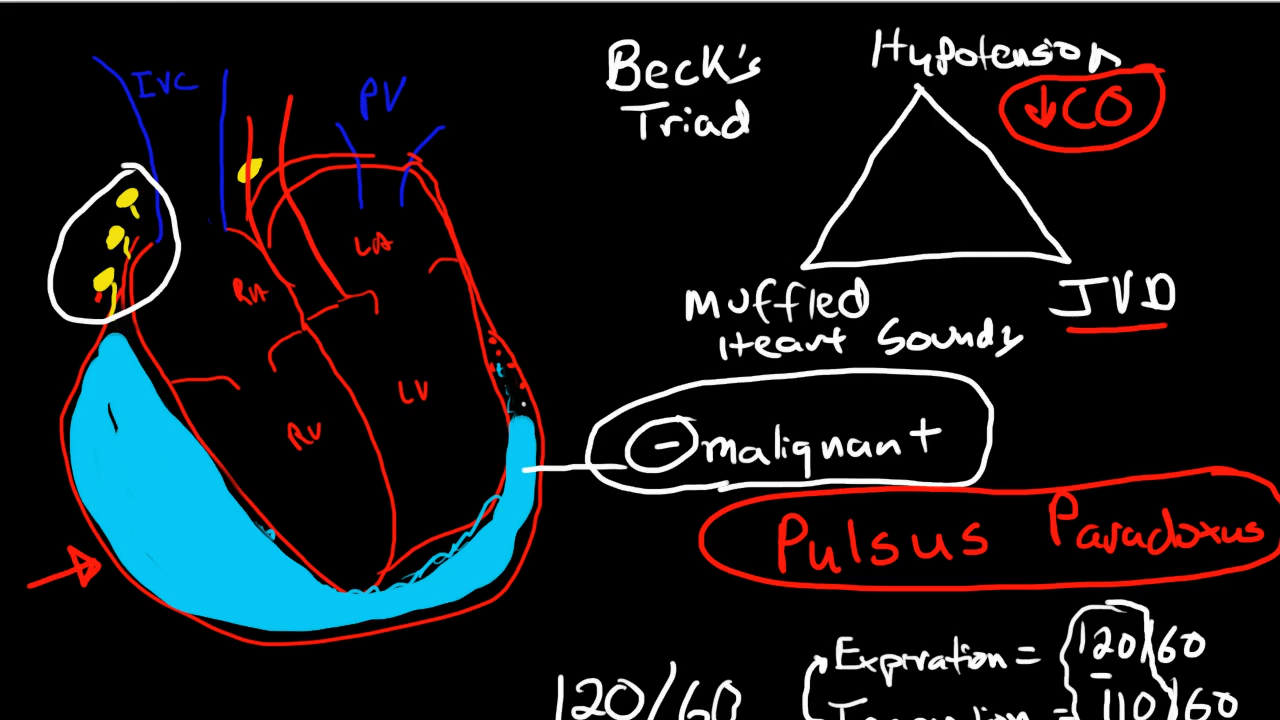 IVC
PV
LA
RA
LV
RV
Beck's
Triad
Hypotension
↓CO
Muffled
Heart Sounds
JVD
⊖ malignant
Pulsus Paradoxus
Expiration = 120/60
= 110/60
120/60